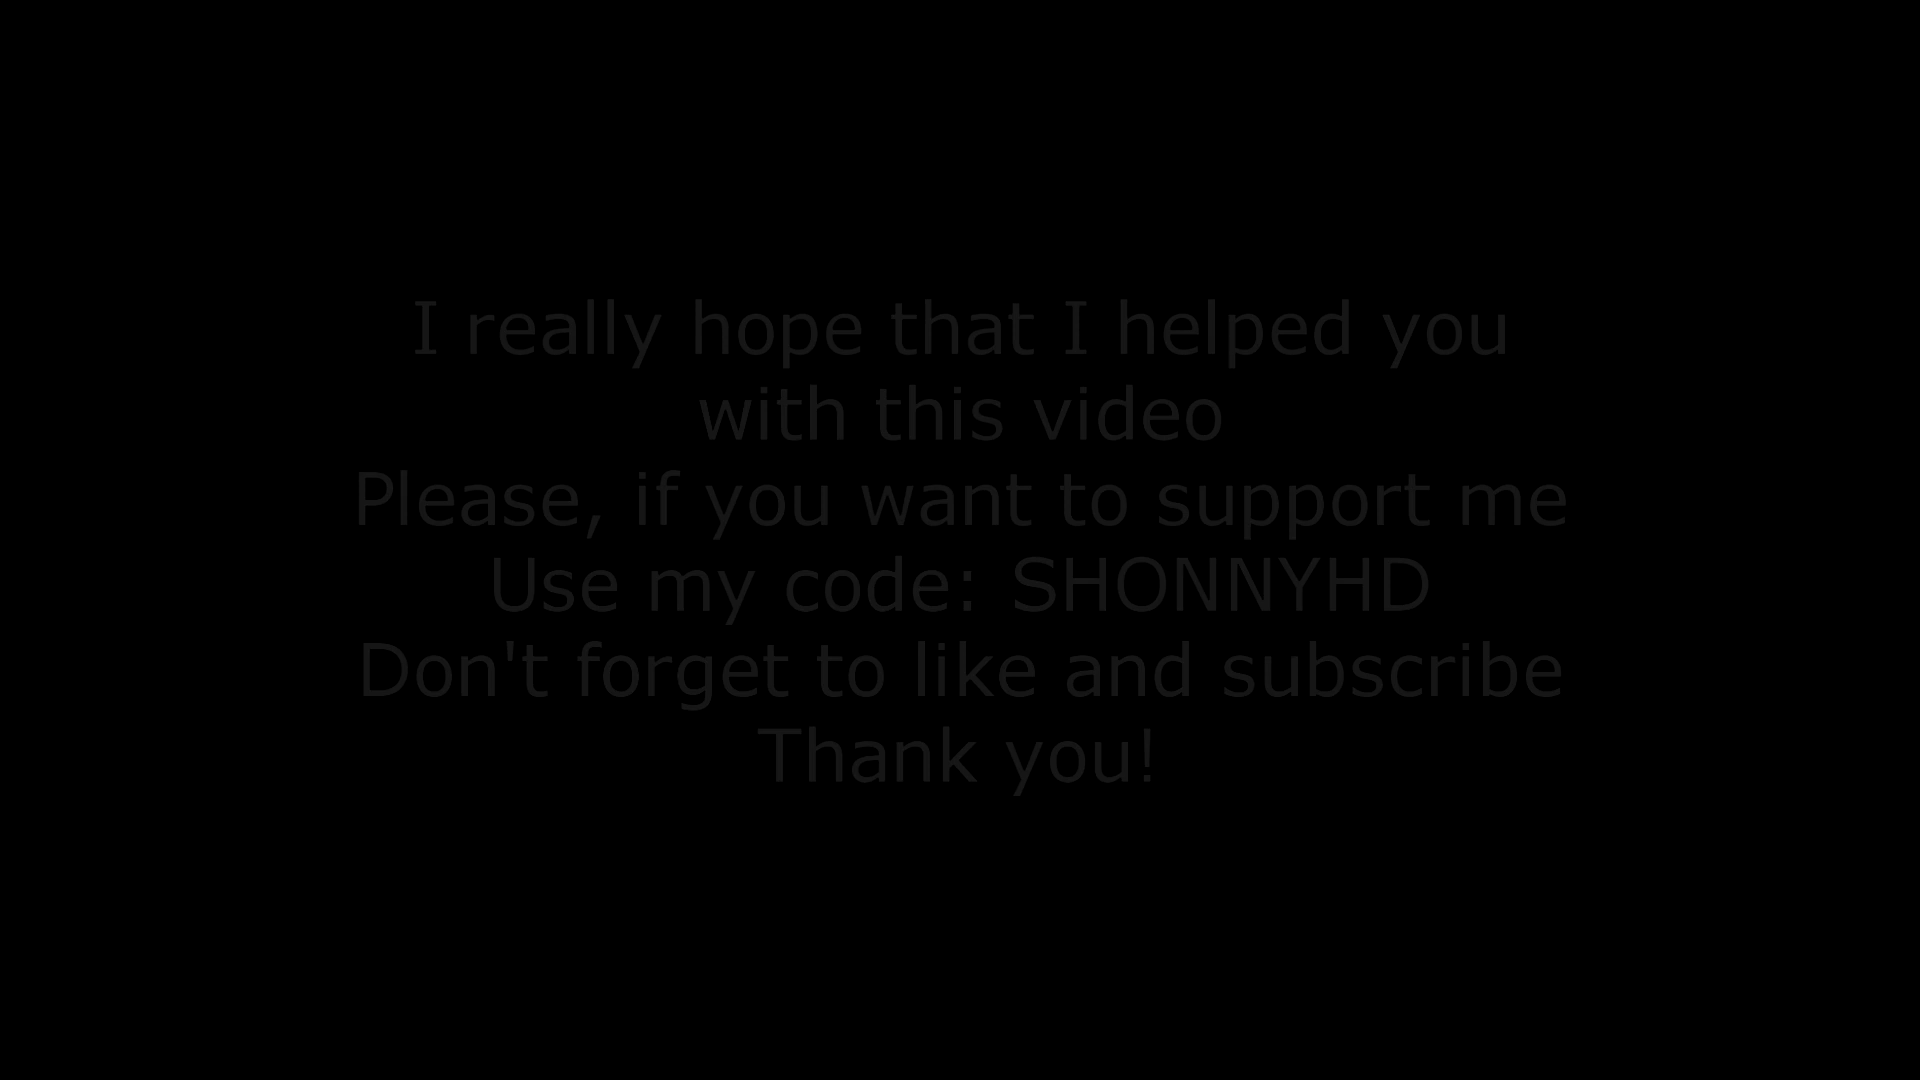 I really hope that I helped you
with this video
Please, if you want to support me
Use my code: SHONNYHD
Don't forget to like and subscribe
Thank you!